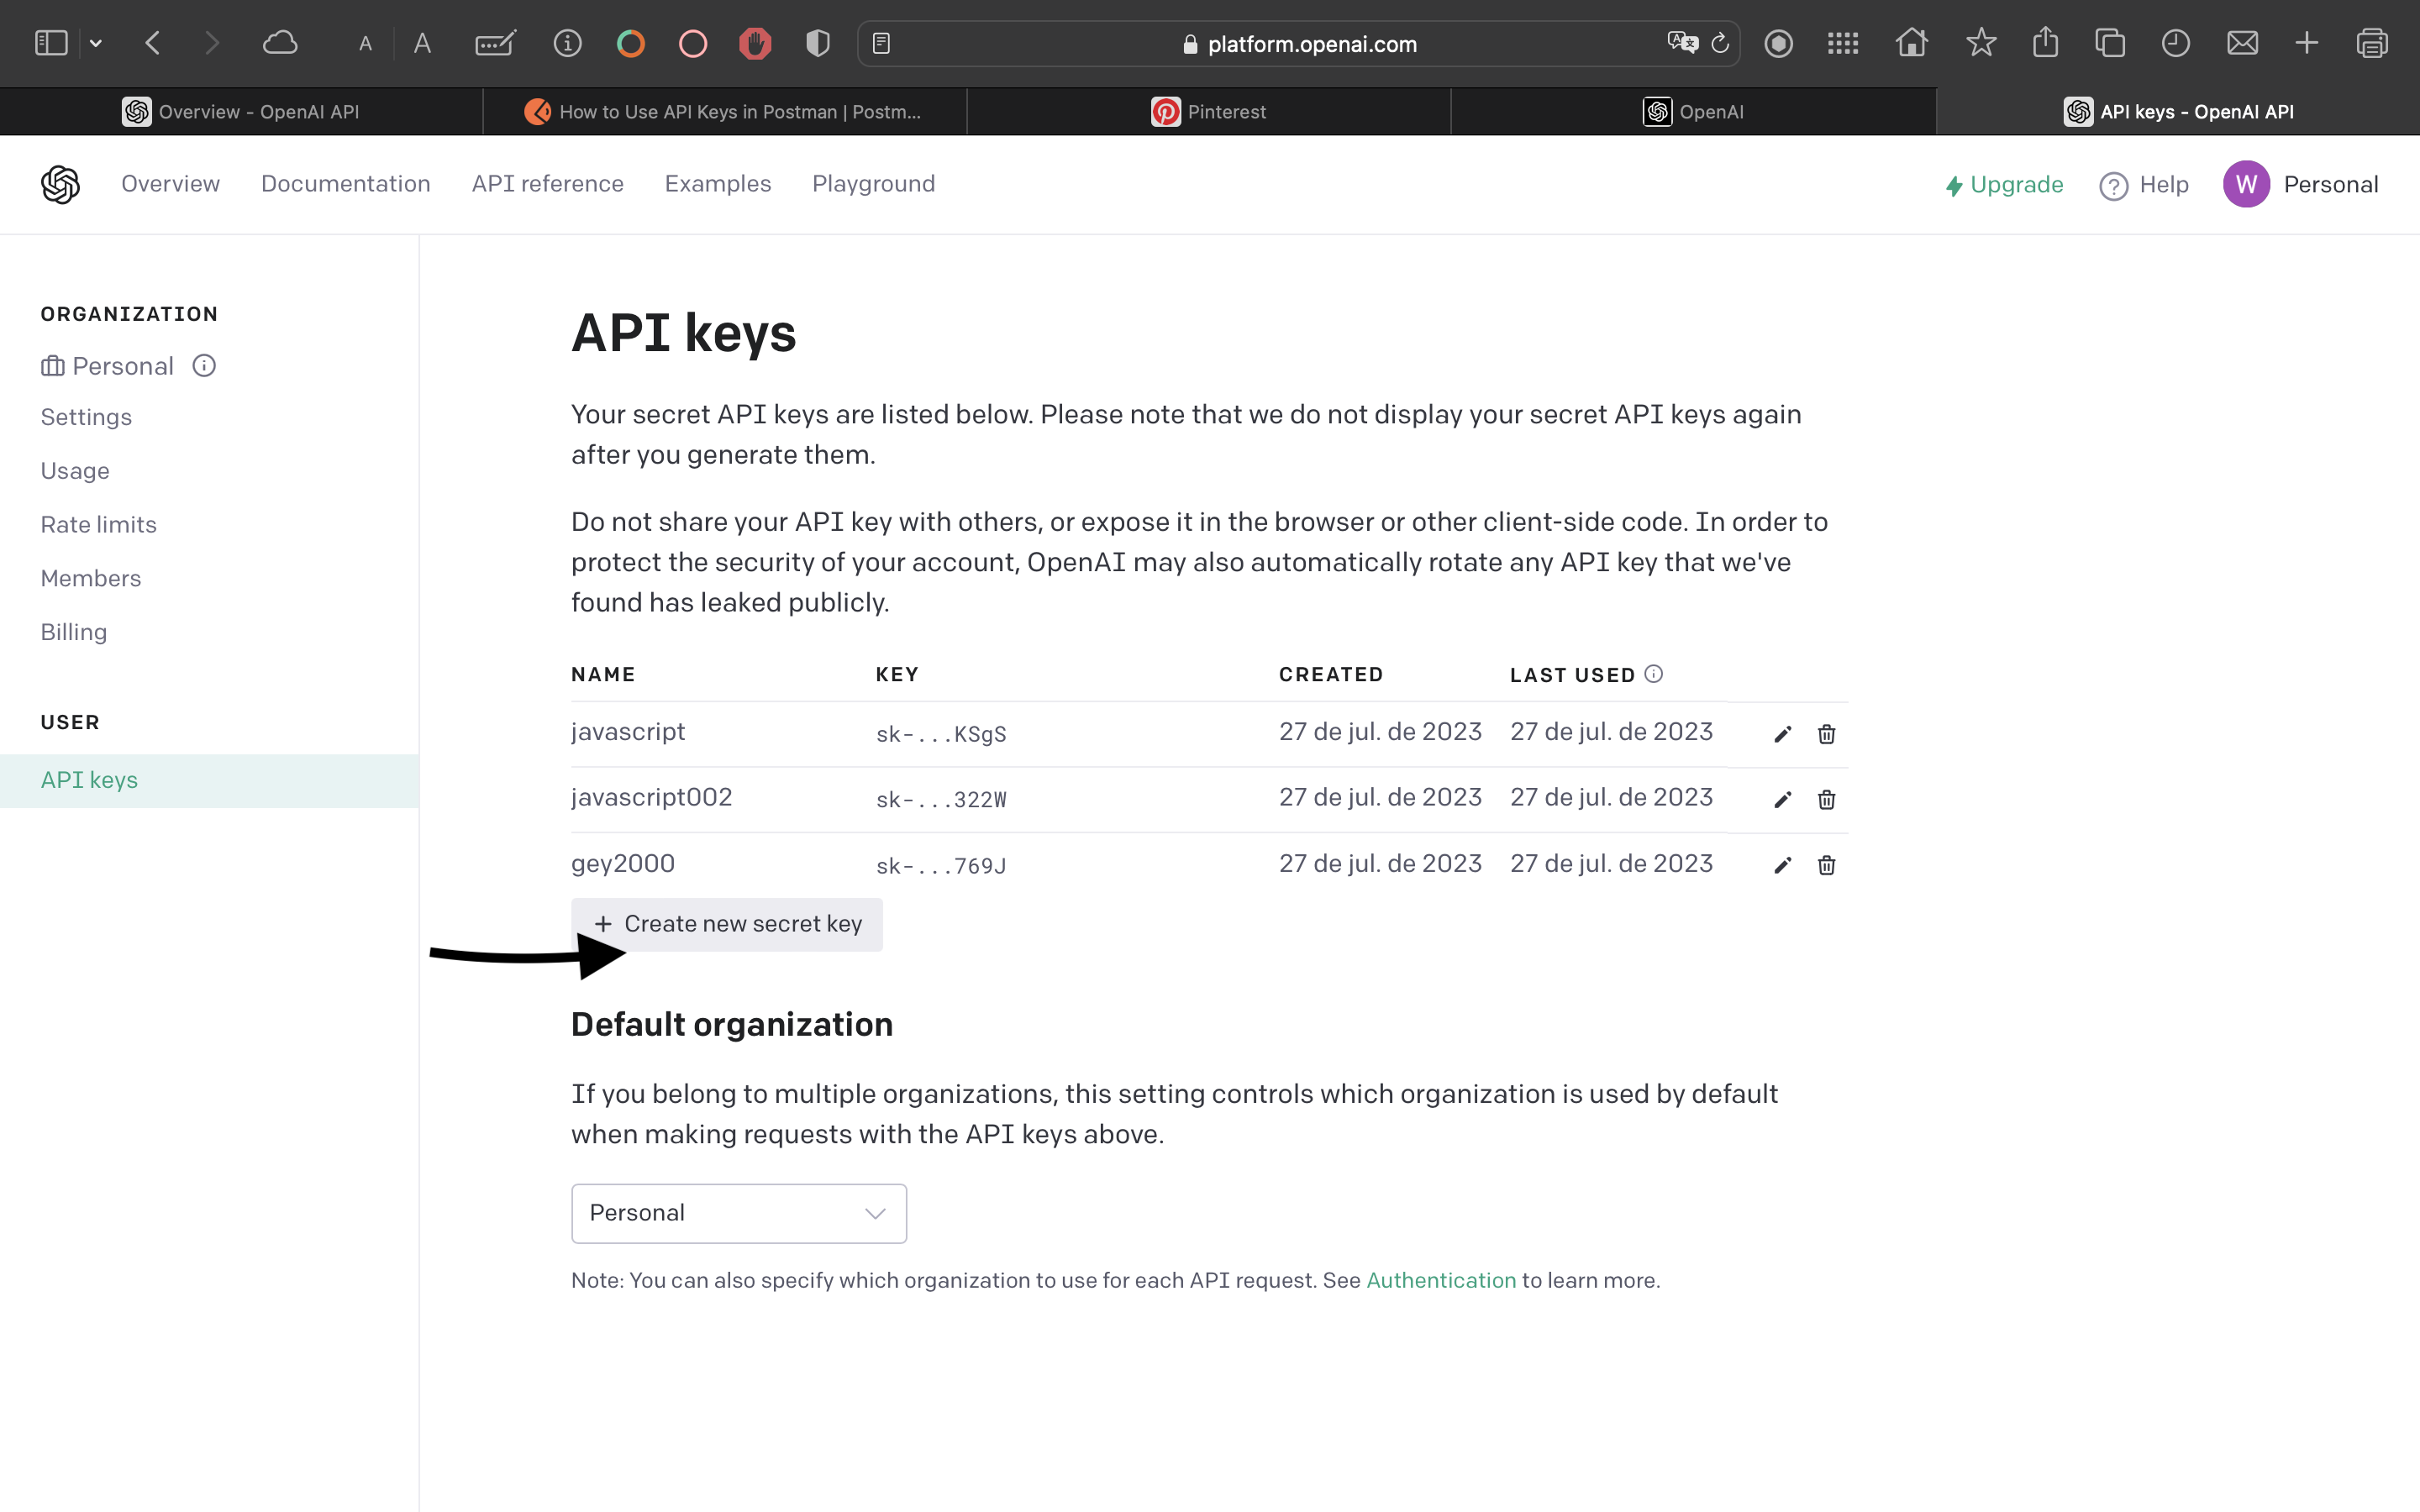 A A platform.openai.com
Overview - OpenAI API
How to Use API Keys in Postman | Postm...
Pinterest
OpenAI
API keys - OpenAI API
Overview Documentation API reference Examples Playground
Upgrade Help W Personal
ORGANIZATION
Personal
Settings
Usage
Rate limits
Members
Billing
USER
API keys
API keys
Your secret API keys are listed below. Please note that we do not display your secret API keys again
after you generate them.
Do not share your API key with others, or expose it in the browser or other client-side code. In order to
protect the security of your account, OpenAI may also automatically rotate any API key that we've
found has leaked publicly.
NAME KEY CREATED LAST USED
javascript sk-...KSgS 27 de jul. de 2023 27 de jul. de 2023
javascript002 sk-...322W 27 de jul. de 2023 27 de jul. de 2023
gey2000 sk-...769J 27 de jul. de 2023 27 de jul. de 2023
+ Create new secret key
Default organization
If you belong to multiple organizations, this setting controls which organization is used by default
when making requests with the API keys above.
Personal
Note: You can also specify which organization to use for each API request. See Authentication to learn more.